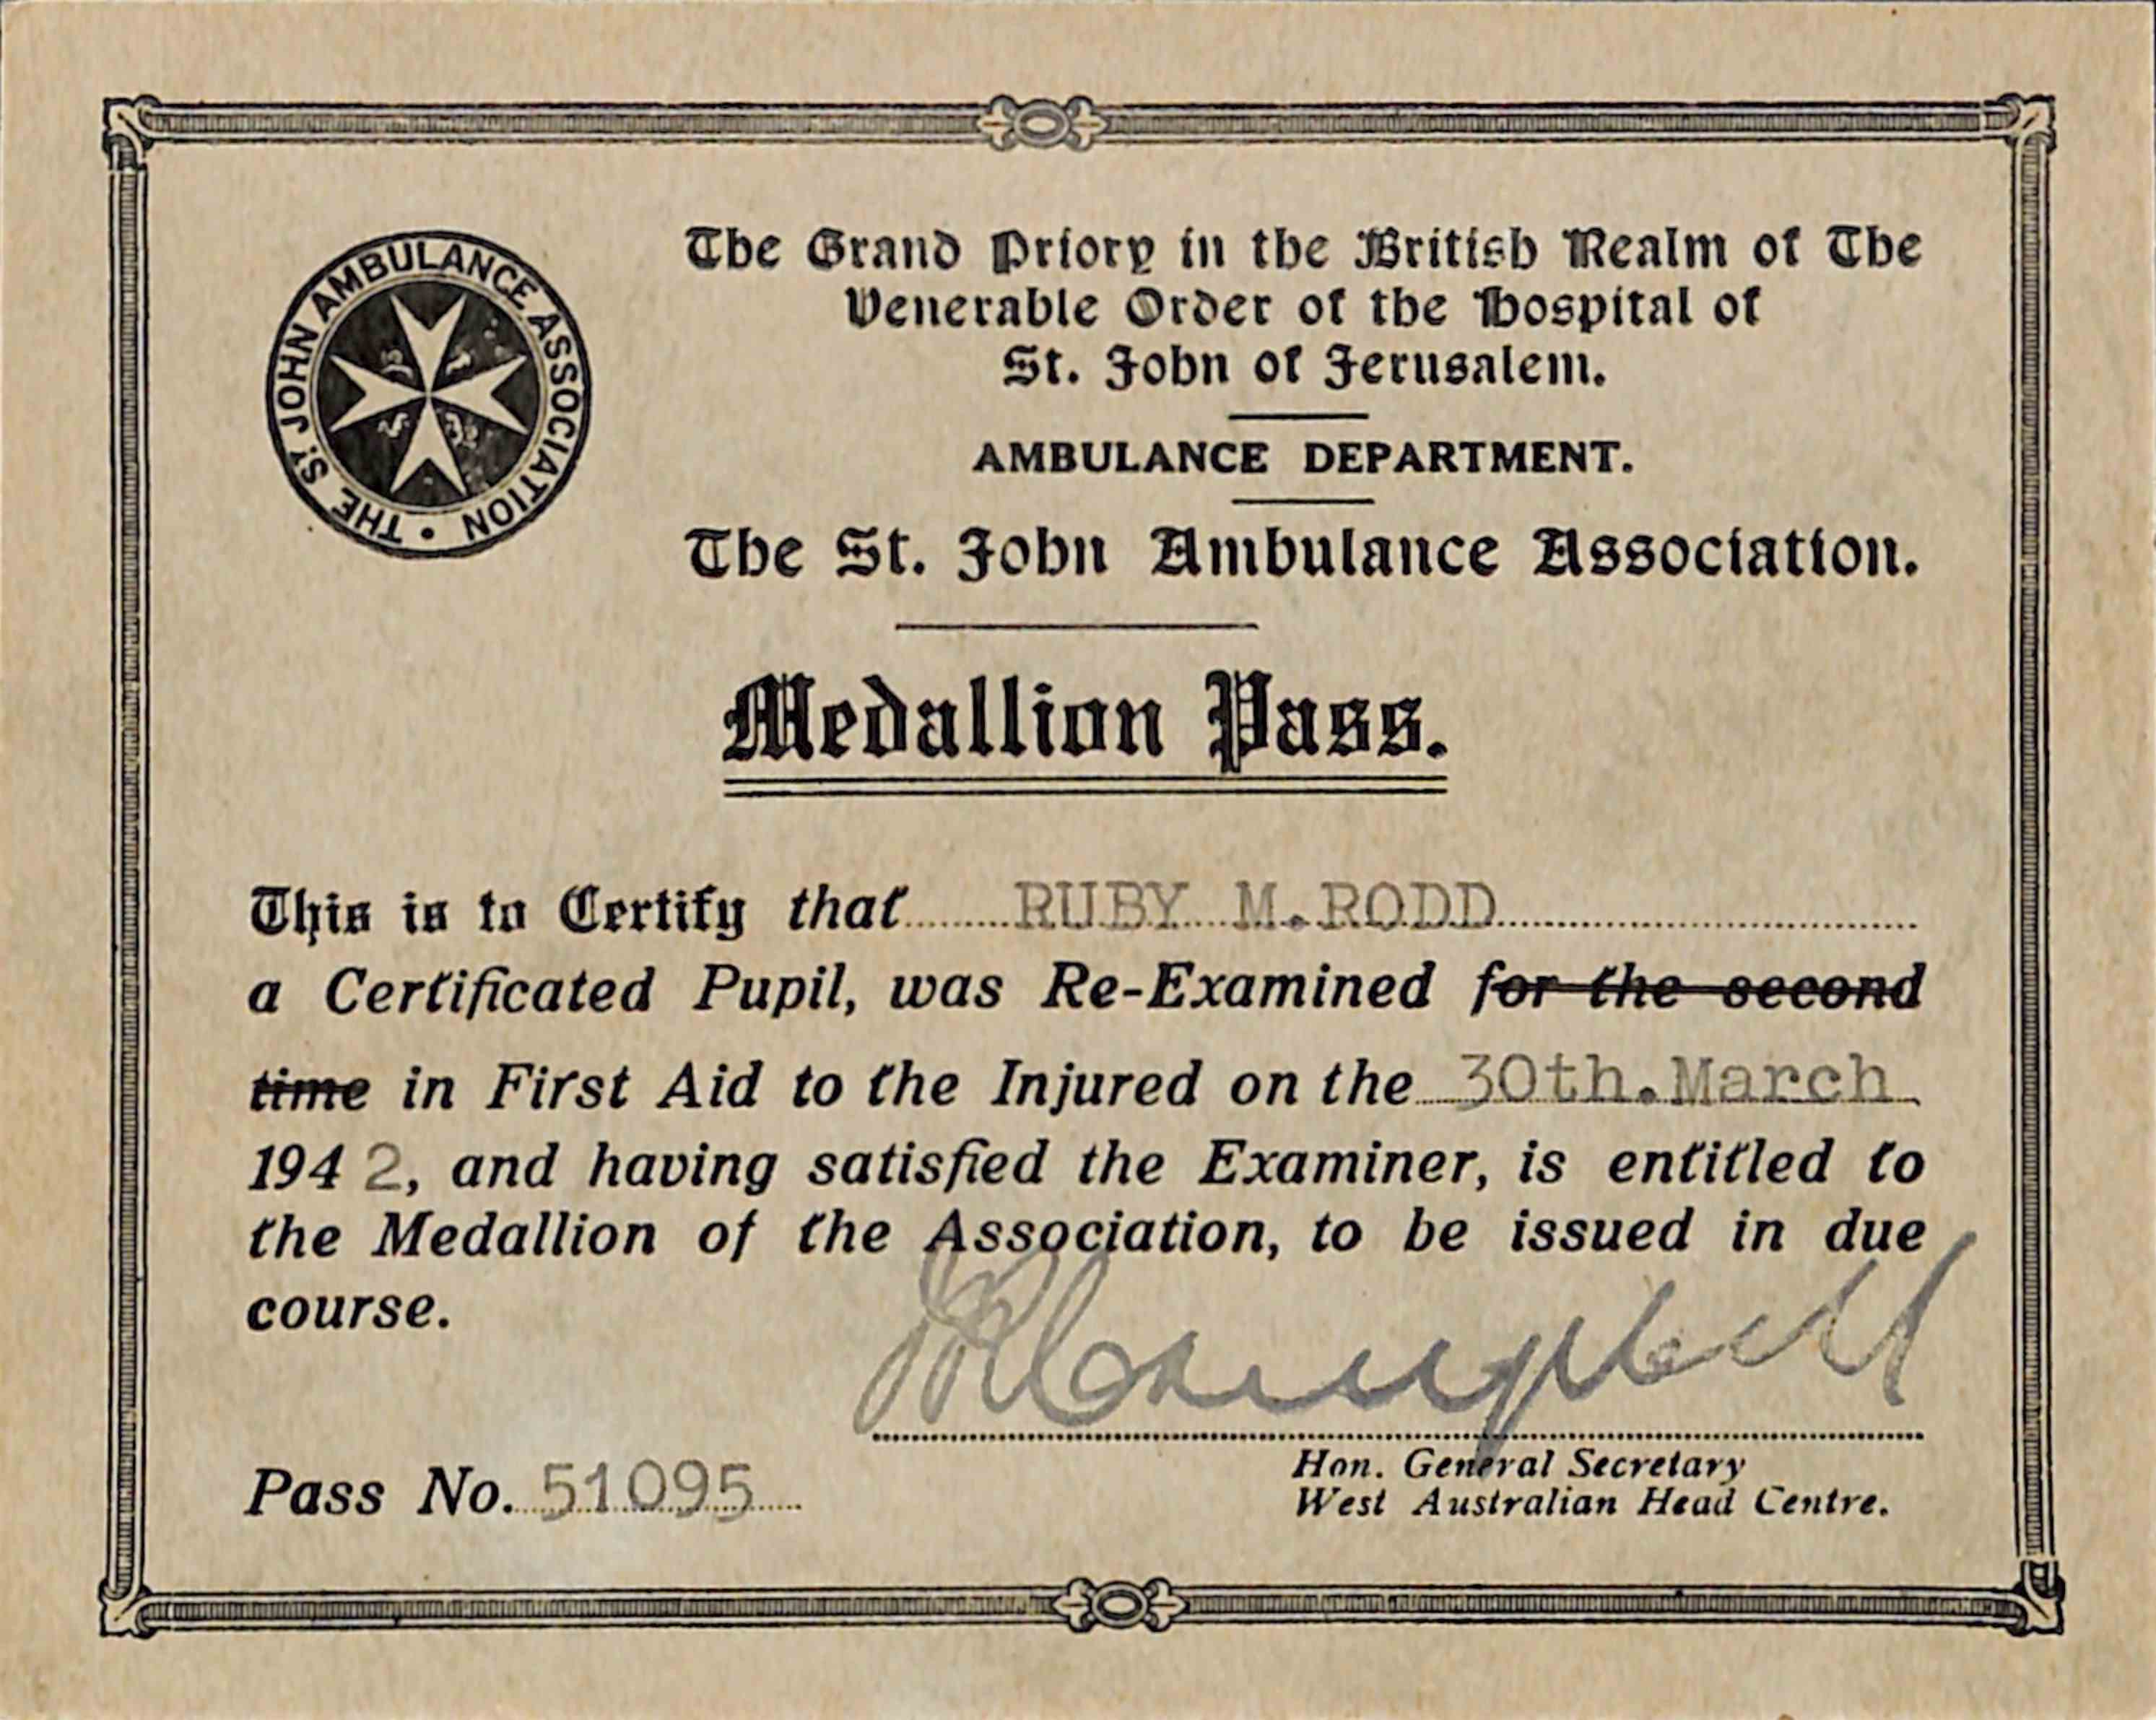 THE ST. JOHN AMBULANCE ASSOCIATION •
The Grand Priory in the British Realm of The
Venerable Order of the Hospital of
St. John of Jerusalem.
AMBULANCE DEPARTMENT.
The St. John Ambulance Association.
Medallion Pass.
This is to Certify that RUBY M. RODD
a Certificated Pupil, was Re-Examined for the second
time in First Aid to the Injured on the 30th. March
1942, and having satisfied the Examiner, is entitled to
the Medallion of the Association, to be issued in due
course.
Campbell
Hon. General Secretary
Pass No. 51095
West Australian Head Centre.